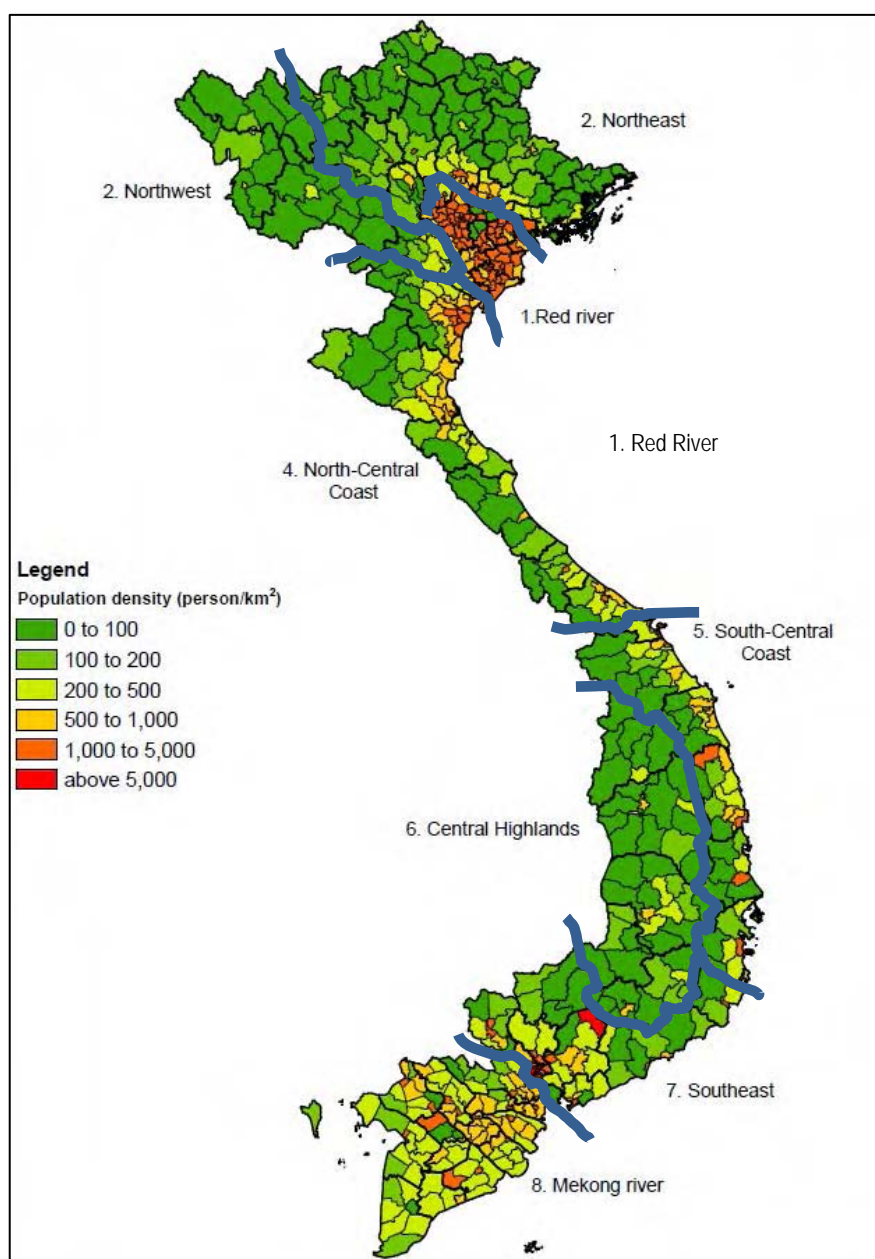 2. Northeast
2. Northwest
1.Red river
1. Red River
4. North-Central
Coast
Legend
Population density (person/km²)
0 to 100
100 to 200
200 to 500
500 to 1,000
1,000 to 5,000
above 5,000
5. South-Central
Coast
6. Central Highlands
7. Southeast
8. Mekong river